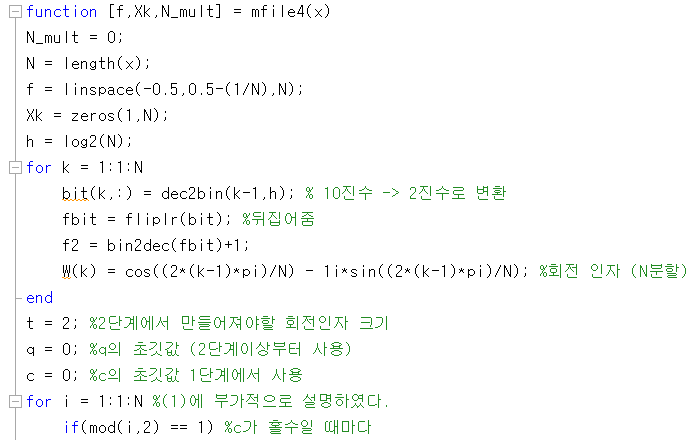 function [f,Xk,N_mult] = mfile4(x)
N_mult = 0;
N = length(x);
f = linspace(-0.5,0.5-(1/N),N);
Xk = zeros(1,N);
h = log2(N);
for k = 1:1:N
bit(k,:) = dec2bin(k-1,h); % 10진수 -> 2진수로 변환
fbit = fliplr(bit); %뒤집어줌
f2 = bin2dec(fbit)+1;
W(k) = cos((2*(k-1)*pi)/N) - 1i*sin((2*(k-1)*pi)/N); %회전 인자 (N분할)
end
t = 2; %2단계에서 만들어져야할 회전인자 크기
q = 0; %q의 초깃값 (2단계이상부터 사용)
c = 0; %c의 초깃값 1단계에서 사용
for i = 1:1:N %(1)에 부가적으로 설명하였다.
if(mod(i,2) == 1) %c가 홀수일 때마다